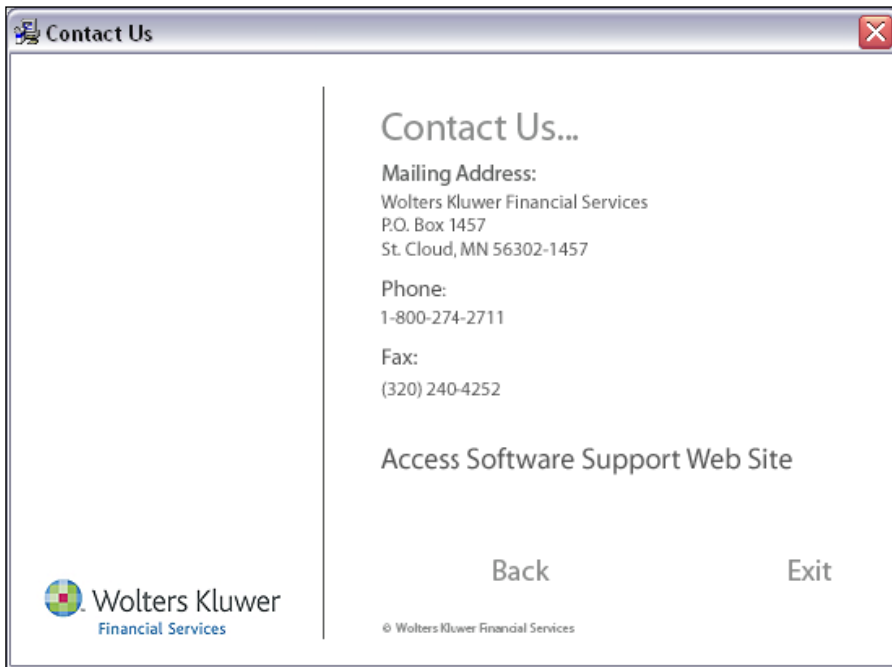 Contact Us
Contact Us...
Mailing Address:
Wolters Kluwer Financial Services
P.O. Box 1457
St. Cloud, MN 56302-1457
Phone:
1-800-274-2711
Fax:
(320) 240-4252
Access Software Support Web Site
Back Exit
Wolters Kluwer
Financial Services
© Wolters Kluwer Financial Services